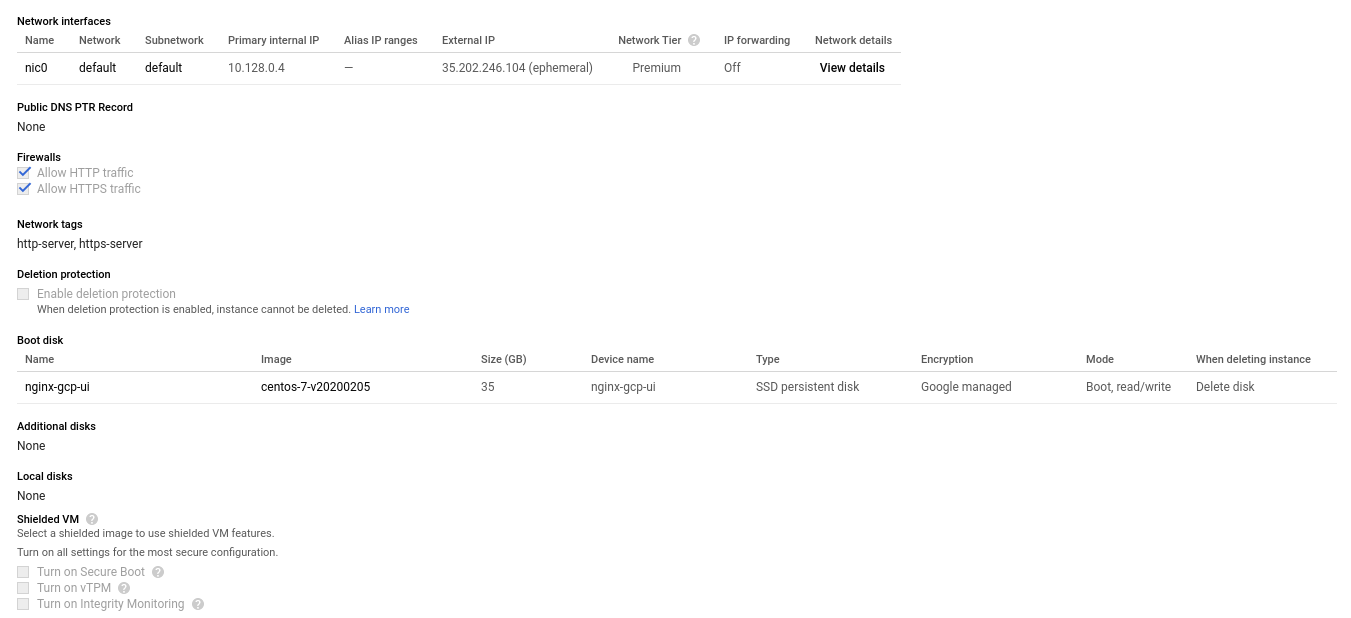 Network interfaces
Name Network Subnetwork Primary internal IP Alias IP ranges External IP Network Tier ? IP forwarding Network details
nic0 default default 10.128.0.4 — 35.202.246.104 (ephemeral) Premium Off View details
Public DNS PTR Record
None
Firewalls
Allow HTTP traffic
Allow HTTPS traffic
Network tags
http-server, https-server
Deletion protection
Enable deletion protection
When deletion protection is enabled, instance cannot be deleted. Learn more
Boot disk
Name Image Size (GB) Device name Type Encryption Mode When deleting instance
nginx-gcp-ui centos-7-v20200205 35 nginx-gcp-ui SSD persistent disk Google managed Boot, read/write Delete disk
Additional disks
None
Local disks
None
Shielded VM ?
Select a shielded image to use shielded VM features.
Turn on all settings for the most secure configuration.
Turn on Secure Boot ?
Turn on vTPM ?
Turn on Integrity Monitoring ?